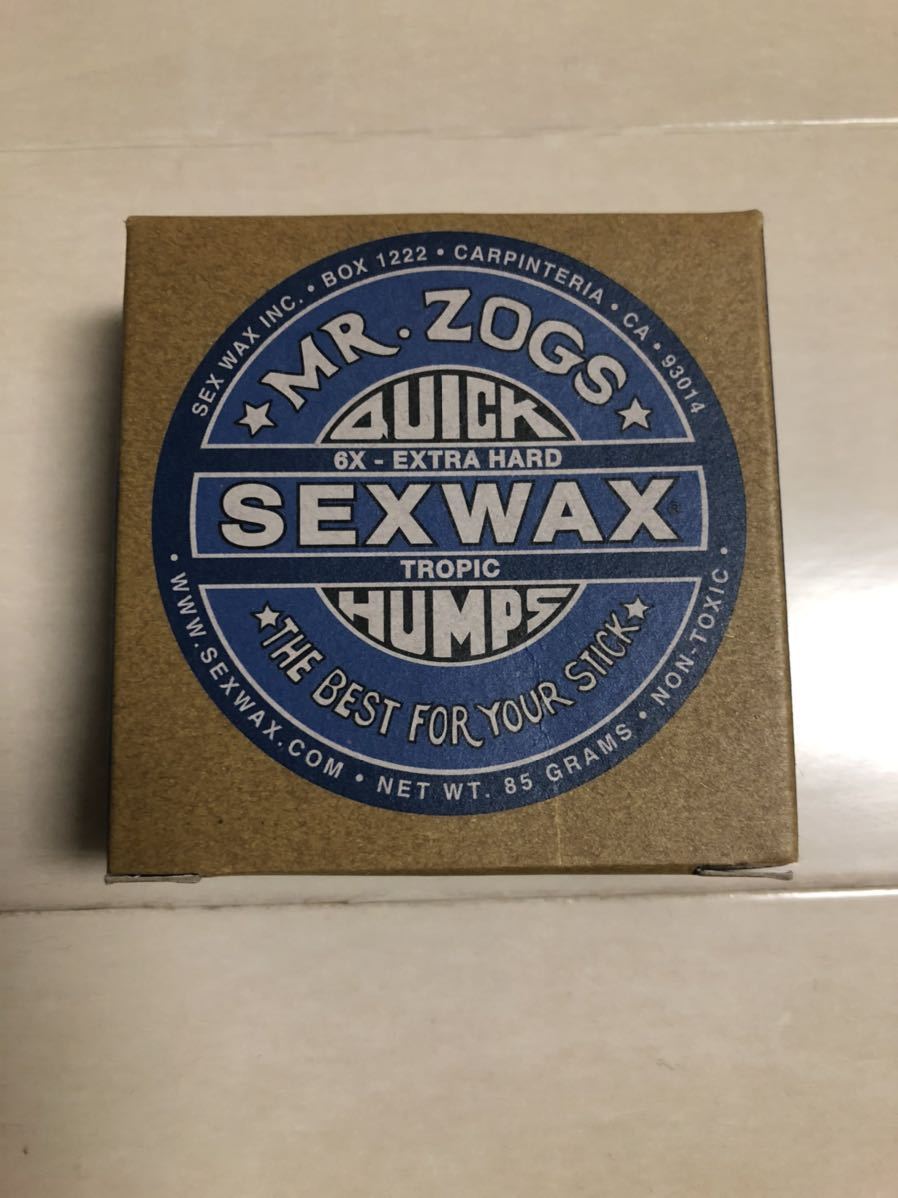 SEX WAX INC. • BOX 1222 • CARPINTERIA • CA • 93014
MR. ZOGS
QUICK
6X - EXTRA HARD
SEXWAX®
TROPIC
HUMPS
THE BEST FOR YOUR STICK
• WWW.SEXWAX.COM • NET WT. 85 GRAMS • NON-TOXIC •